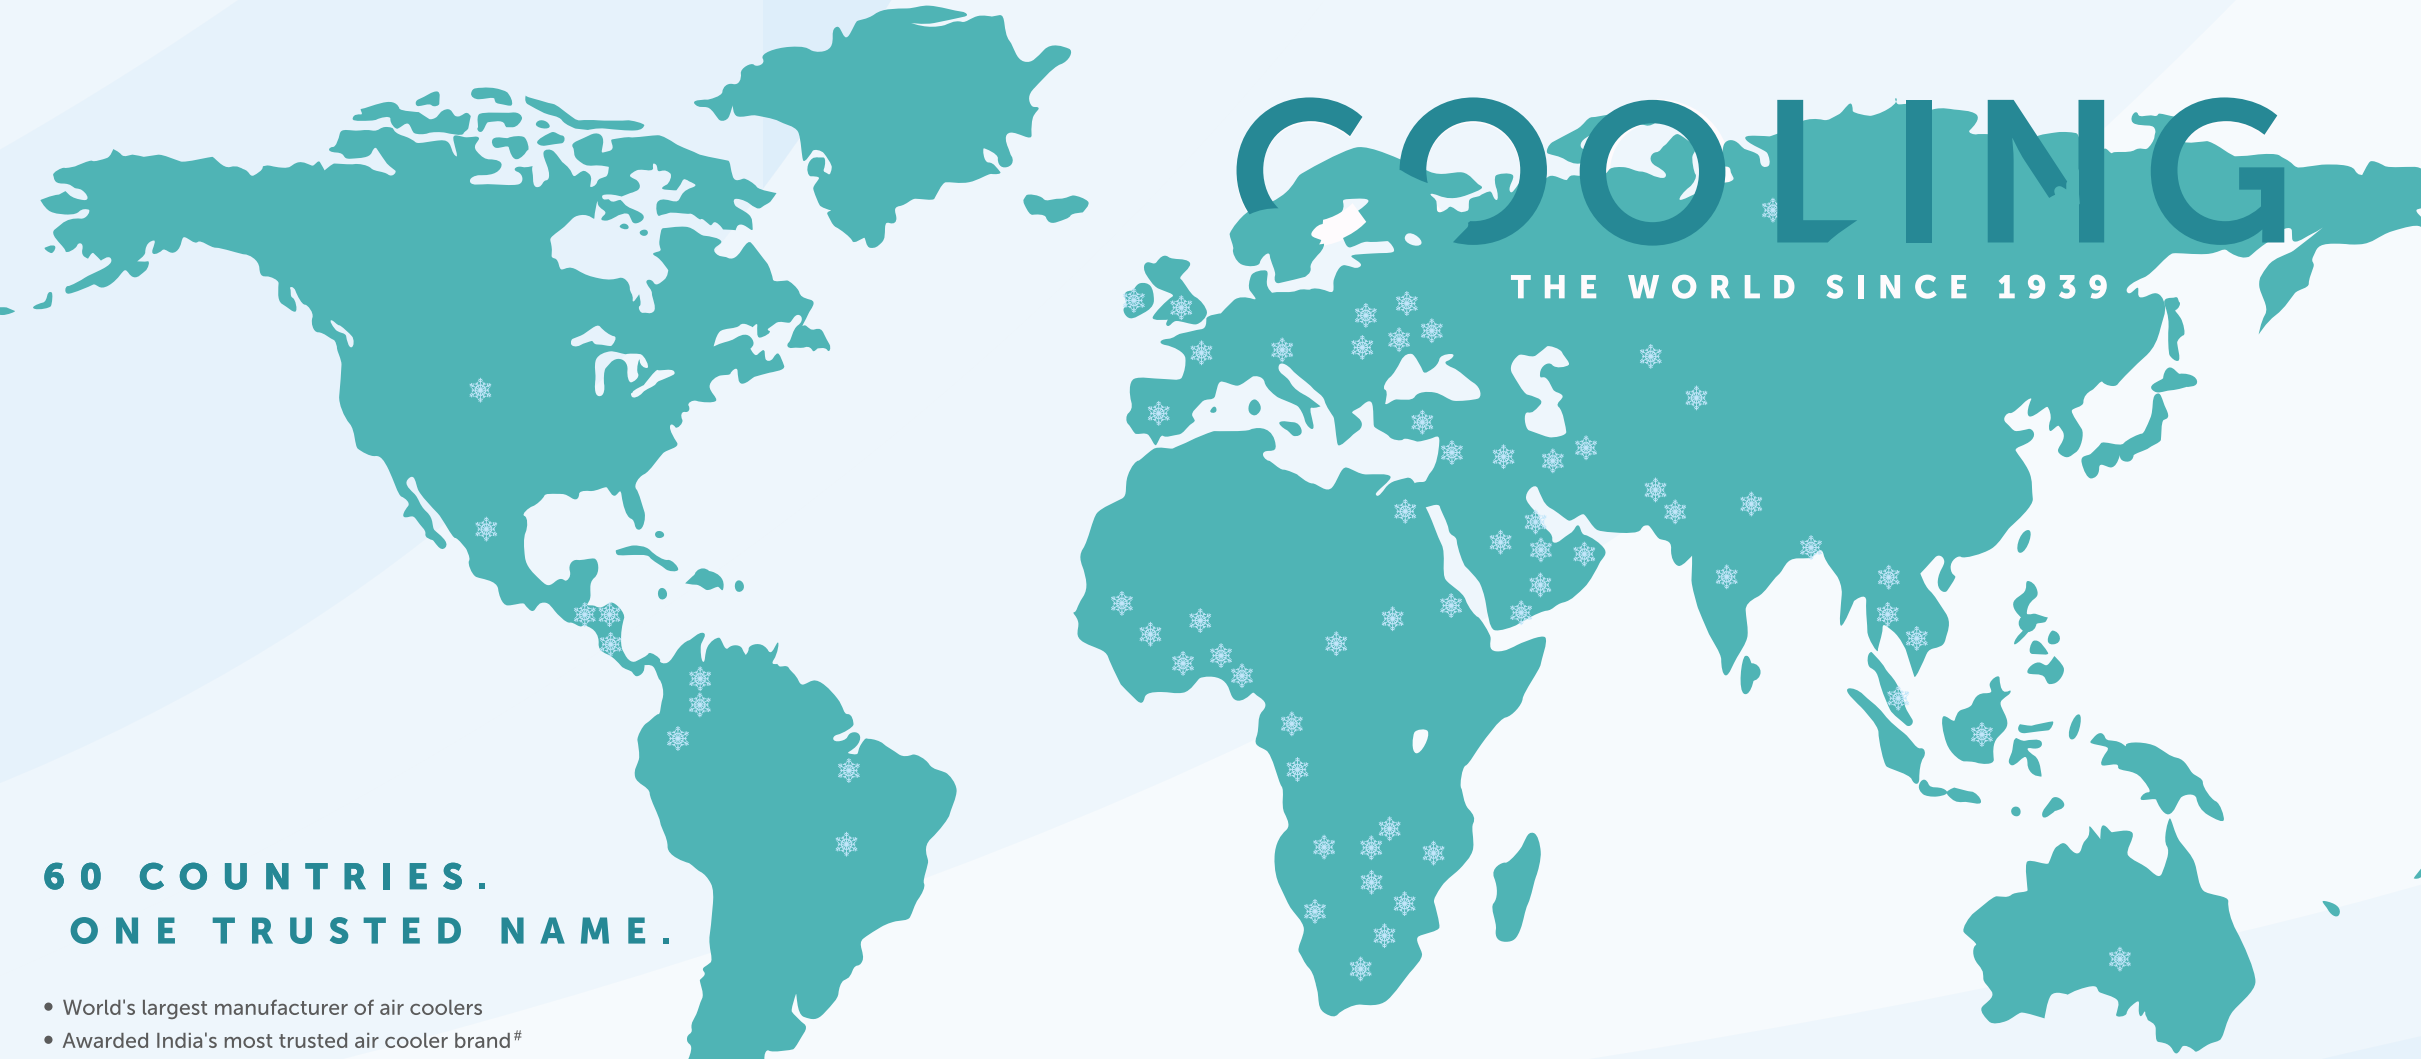 COOLING
THE WORLD SINCE 1939
60 COUNTRIES.
ONE TRUSTED NAME.
• World's largest manufacturer of air coolers
• Awarded India's most trusted air cooler brand#